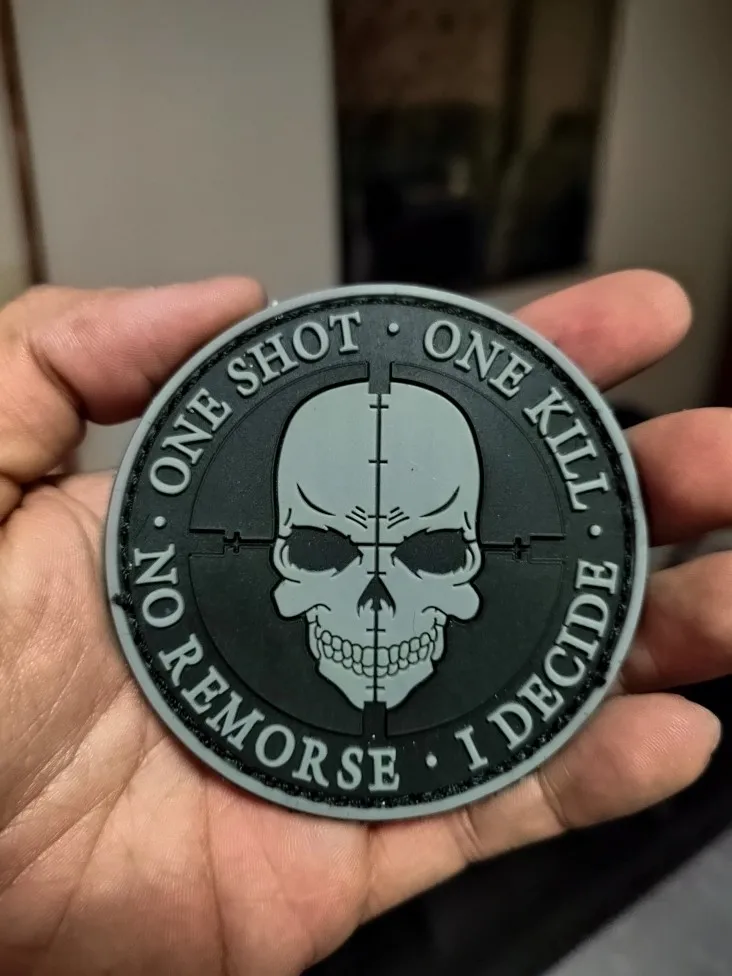 ONE SHOT · ONE KILL ·
NO REMORSE · I DECIDE ·